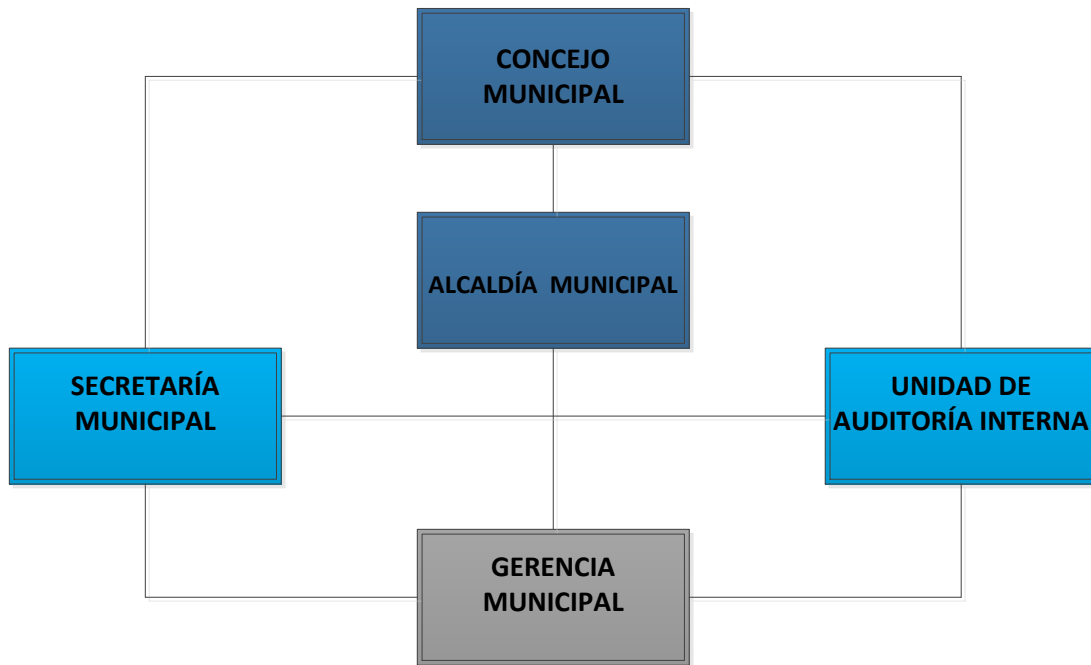 CONCEJO
MUNICIPAL
ALCALDÍA MUNICIPAL
SECRETARÍA
MUNICIPAL
UNIDAD DE
AUDITORÍA INTERNA
GERENCIA
MUNICIPAL